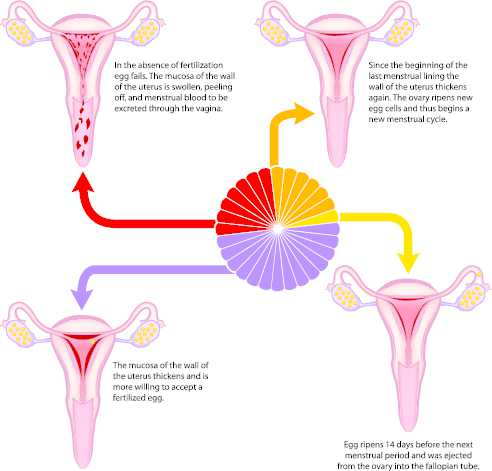 In the absence of fertilization
egg fails. The mucosa of the wall
of the uterus is swollen, peeling
off, and menstrual blood to be
excreted through the vagina.
Since the beginning of the
last menstrual lining the
wall of the uterus thickens
again. The ovary ripens new
egg cells and thus begins a
new menstrual cycle.
The mucosa of the wall of
the uterus thickens and is
more willing to accept a
fertilized egg.
Egg ripens 14 days before the next
menstrual period and was ejected
from the ovary into the fallopian tube.